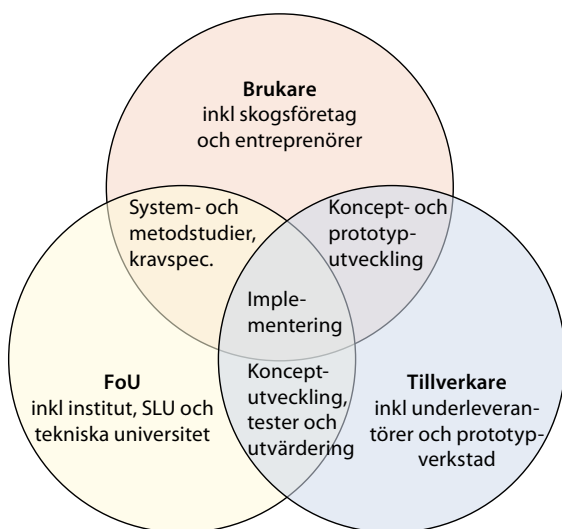 Brukare
inkl skogsföretag
och entreprenörer
System- och
metodstudier,
kravspec.
Koncept- och
prototyp-
utveckling
Imple-
mentering
FoU
inkl institut, SLU och
tekniska universitet
Koncept-
utveckling,
tester och
utvärdering
Tillverkare
inkl underleveran-
törer och prototyp-
verkstad